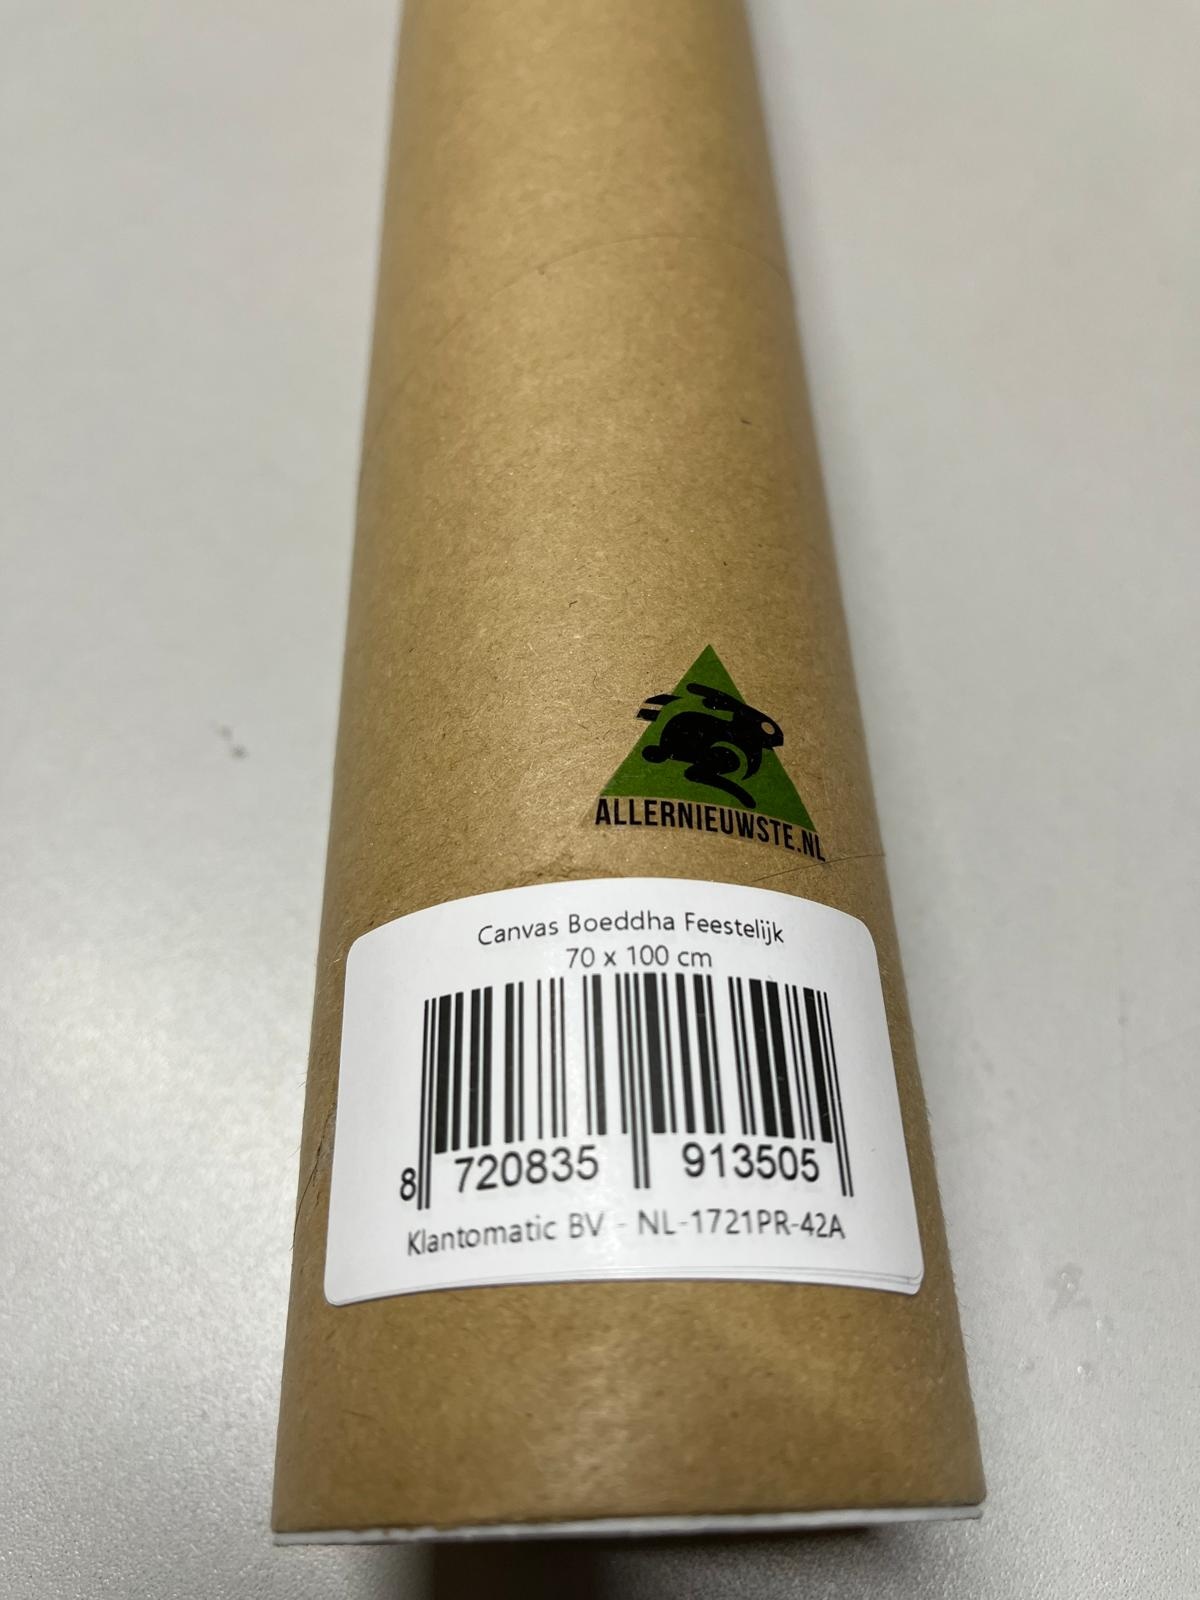 ALLERNIEUWSTE.NL
Canvas Boeddha Feestelijk
70 x 100 cm
8 720835 913505
Klantomatic BV - NL-1721PR-42A